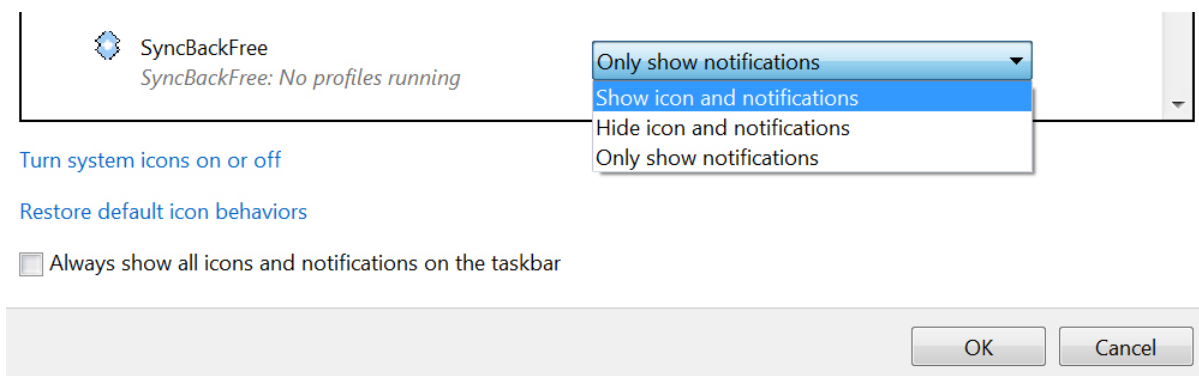 SyncBackFree
SyncBackFree: No profiles running
Only show notifications
Show icon and notifications
Hide icon and notifications
Only show notifications
Turn system icons on or off
Restore default icon behaviors
Always show all icons and notifications on the taskbar
OK
Cancel